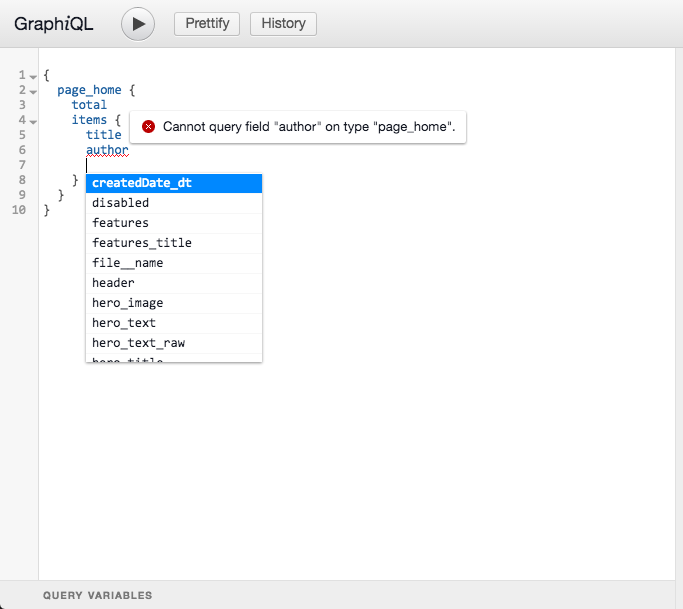 GraphiQL Prettify History
1 {
2 page_home {
3 total
4 items {
Cannot query field "author" on type "page_home".
5 title
6 author
7
8 }
createdDate_dt
9 }
disabled
10 }
features
features_title
file__name
header
hero_image
hero_text
hero_text_raw
hero_title
QUERY VARIABLES